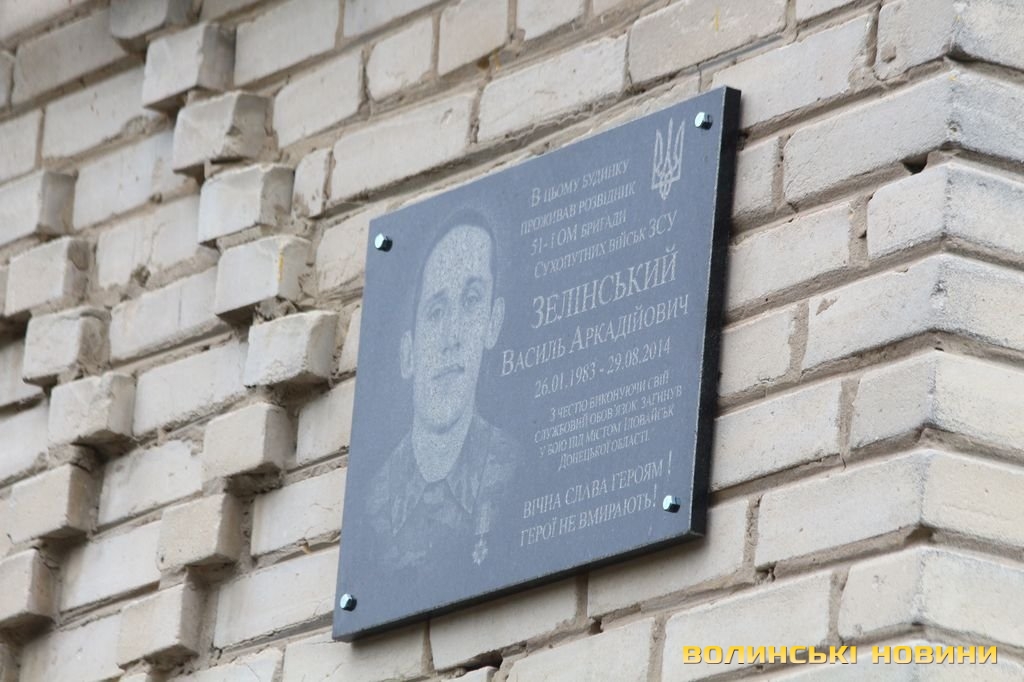 В цьому будинку
проживав розвідник
51-ї ОМ бригади
Сухопутних військ ЗСУ
ЗЕЛІНСЬКИЙ
Василь Аркадійович
26.01.1983 - 29.08.2014
З честю виконуючи свій
службовий обов'язок, загинув
у бою під містом Іловайськ
Донецької області.
ВІЧНА СЛАВА ГЕРОЯМ !
ГЕРОЇ НЕ ВМИРАЮТЬ !
ВОЛИНСЬКІ НОВИНИ